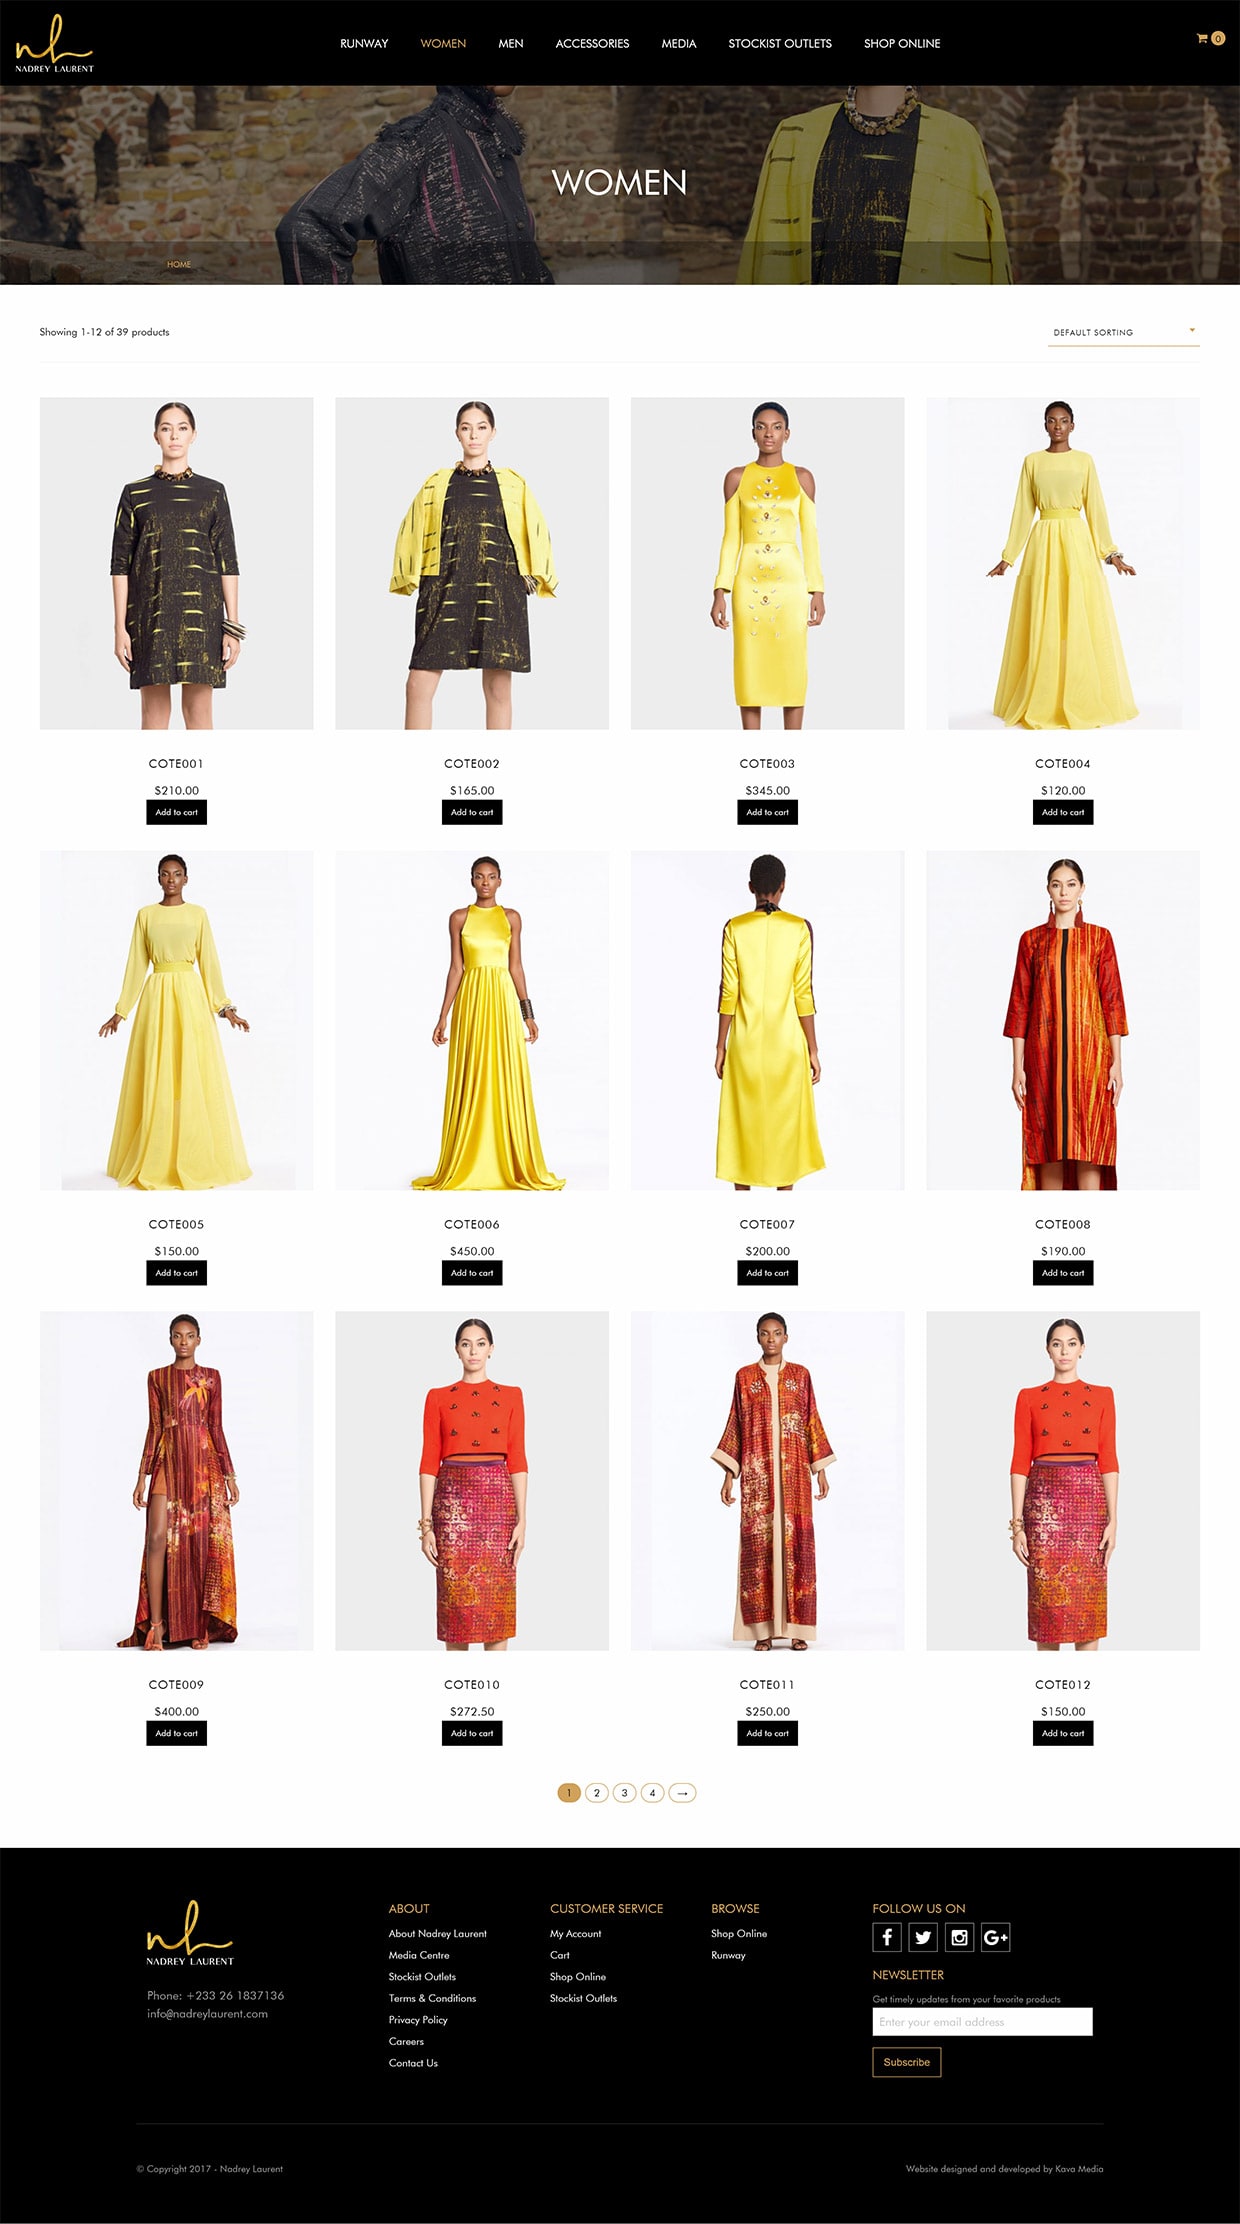 nl
NADREY LAURENT
RUNWAY WOMEN MEN ACCESSORIES MEDIA STOCKIST OUTLETS SHOP ONLINE
0
WOMEN
HOME
Showing 1-12 of 39 products
DEFAULT SORTING
COTE001 COTE002 COTE003 COTE004
$210.00 $165.00 $345.00 $120.00
Add to cart Add to cart Add to cart Add to cart
COTE005 COTE006 COTE007 COTE008
$150.00 $450.00 $200.00 $190.00
Add to cart Add to cart Add to cart Add to cart
COTE009 COTE010 COTE011 COTE012
$400.00 $272.50 $250.00 $150.00
Add to cart Add to cart Add to cart Add to cart
1 2 3 4 →
nl
NADREY LAURENT
Phone: +233 26 1837136
info@nadreylaurent.com
ABOUT
About Nadrey Laurent
Media Centre
Stockist Outlets
Terms & Conditions
Privacy Policy
Careers
Contact Us
CUSTOMER SERVICE
My Account
Cart
Shop Online
Stockist Outlets
BROWSE
Shop Online
Runway
FOLLOW US ON
NEWSLETTER
Get timely updates from your favorite products
Enter your email address
Subscribe
© Copyright 2017 - Nadrey Laurent
Website designed and developed by Kava Media